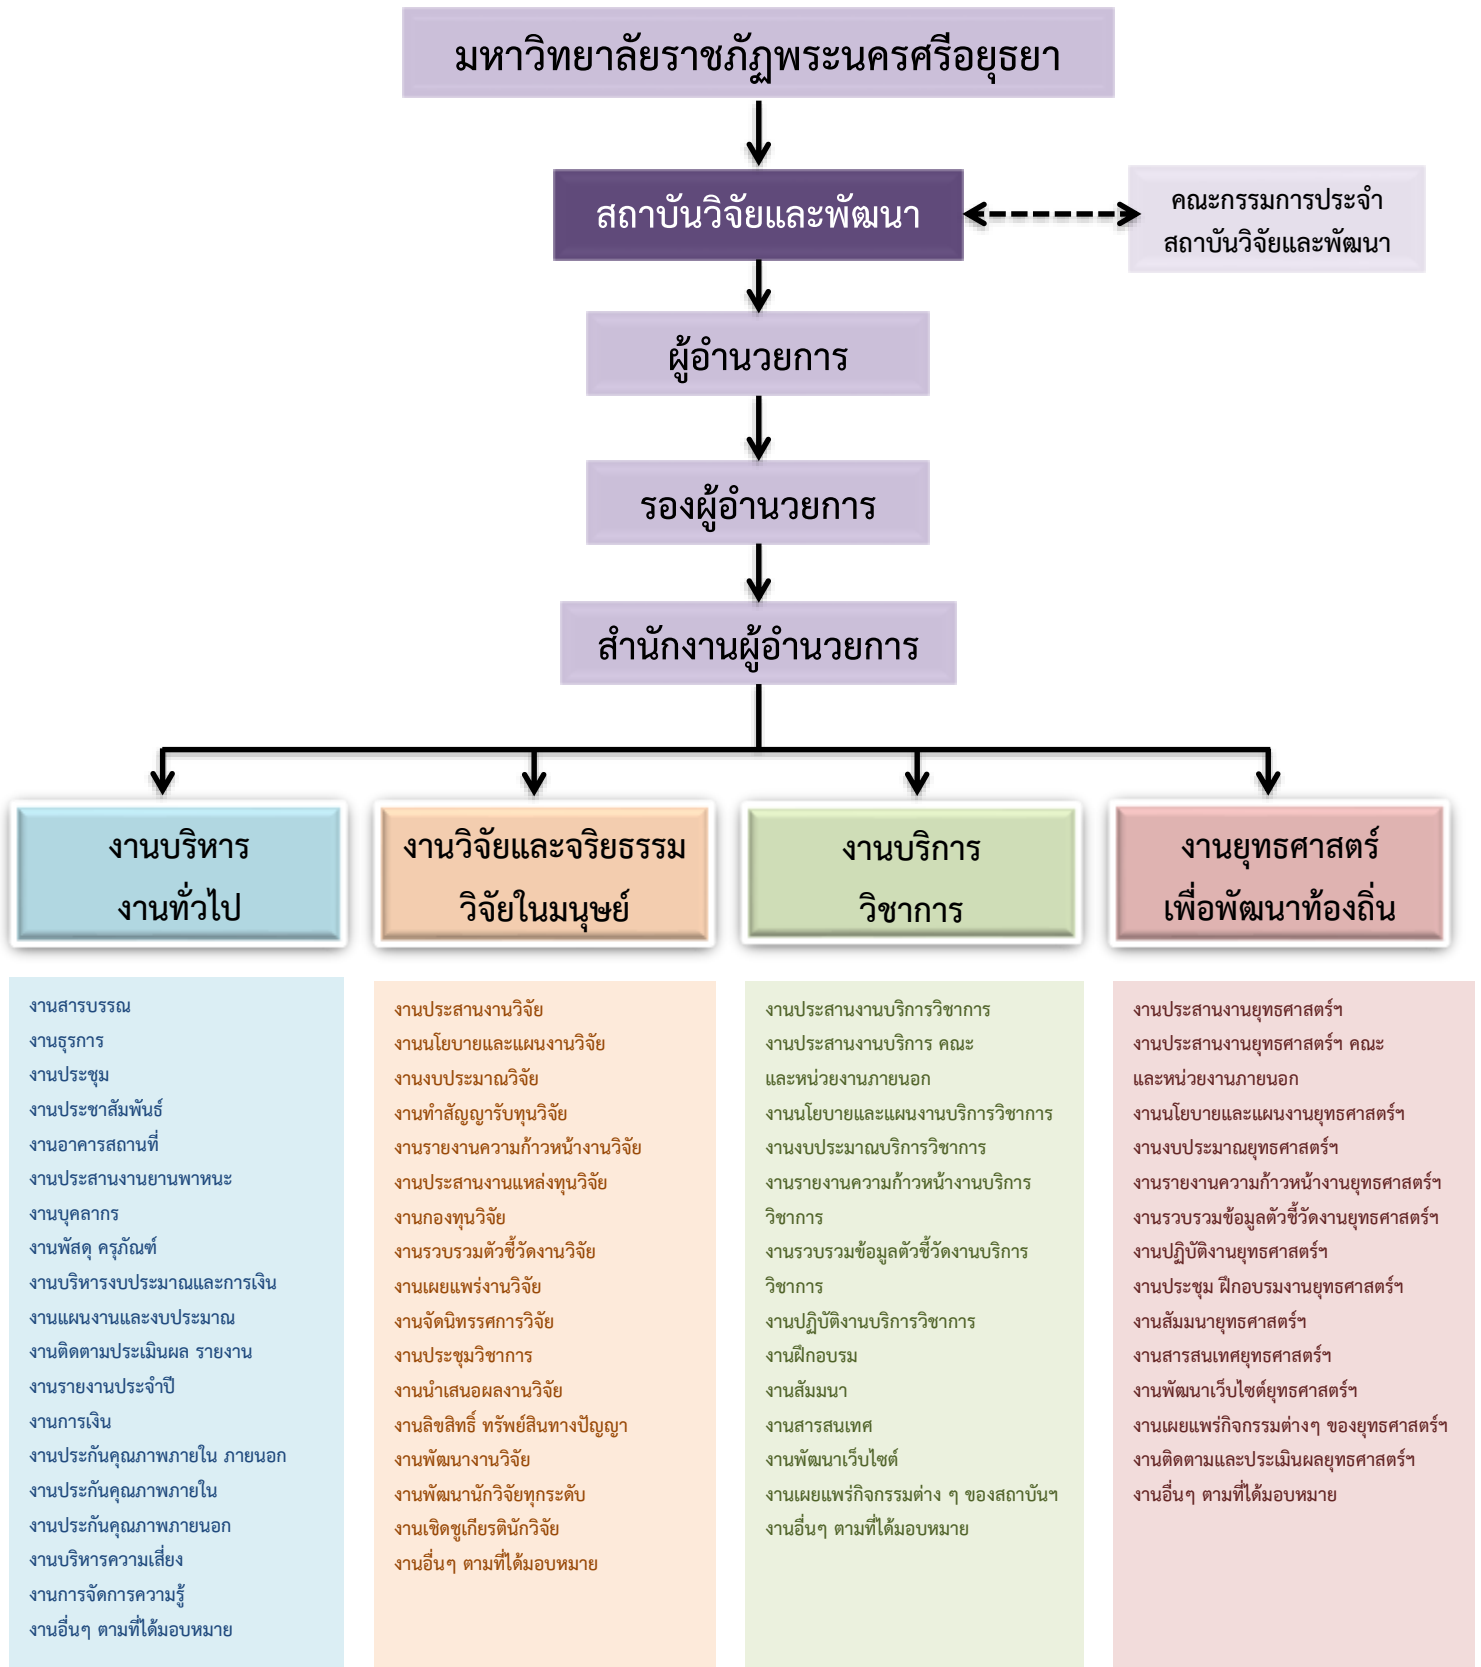 มหาวิทยาลัยราชภัฏพระนครศรีอยุธยา
สถาบันวิจัยและพัฒนา
คณะกรรมการประจำ
สถาบันวิจัยและพัฒนา
ผู้อำนวยการ
รองผู้อำนวยการ
สำนักงานผู้อำนวยการ
งานบริหาร
งานทั่วไป
งานวิจัยและจริยธรรม
วิจัยในมนุษย์
งานบริการ
วิชาการ
งานยุทธศาสตร์
เพื่อพัฒนาท้องถิ่น
งานสารบรรณ
งานธุรการ
งานประชุม
งานประชาสัมพันธ์
งานอาคารสถานที่
งานประสานงานยานพาหนะ
งานบุคลากร
งานพัสดุ ครุภัณฑ์
งานบริหารงบประมาณและการเงิน
งานแผนงานและงบประมาณ
งานติดตามประเมินผล รายงาน
งานรายงานประจำปี
งานการเงิน
งานประกันคุณภาพภายใน ภายนอก
งานประกันคุณภาพภายใน
งานประกันคุณภาพภายนอก
งานบริหารความเสี่ยง
งานการจัดการความรู้
งานอื่นๆ ตามที่ได้มอบหมาย
งานประสานงานวิจัย
งานนโยบายและแผนงานวิจัย
งานงบประมาณวิจัย
งานทำสัญญารับทุนวิจัย
งานรายงานความก้าวหน้างานวิจัย
งานประสานงานแหล่งทุนวิจัย
งานกองทุนวิจัย
งานรวบรวมตัวชี้วัดงานวิจัย
งานเผยแพร่งานวิจัย
งานจัดนิทรรศการวิจัย
งานประชุมวิชาการ
งานนำเสนอผลงานวิจัย
งานลิขสิทธิ์ ทรัพย์สินทางปัญญา
งานพัฒนางานวิจัย
งานพัฒนานักวิจัยทุกระดับ
งานเชิดชูเกียรตินักวิจัย
งานอื่นๆ ตามที่ได้มอบหมาย
งานประสานงานบริการวิชาการ
งานประสานงานบริการ คณะ
และหน่วยงานภายนอก
งานนโยบายและแผนงานบริการวิชาการ
งานงบประมาณบริการวิชาการ
งานรายงานความก้าวหน้างานบริการ
วิชาการ
งานรวบรวมข้อมูลตัวชี้วัดงานบริการ
วิชาการ
งานปฏิบัติงานบริการวิชาการ
งานฝึกอบรม
งานสัมมนา
งานสารสนเทศ
งานพัฒนาเว็บไซต์
งานเผยแพร่กิจกรรมต่าง ๆ ของสถาบันฯ
งานอื่นๆ ตามที่ได้มอบหมาย
งานประสานงานยุทธศาสตร์ฯ
งานประสานงานยุทธศาสตร์ฯ คณะ
และหน่วยงานภายนอก
งานนโยบายและแผนงานยุทธศาสตร์ฯ
งานงบประมาณยุทธศาสตร์ฯ
งานรายงานความก้าวหน้างานยุทธศาสตร์ฯ
งานรวบรวมข้อมูลตัวชี้วัดงานยุทธศาสตร์ฯ
งานปฏิบัติงานยุทธศาสตร์ฯ
งานประชุม ฝึกอบรมงานยุทธศาสตร์ฯ
งานสัมมนายุทธศาสตร์ฯ
งานสารสนเทศยุทธศาสตร์ฯ
งานพัฒนาเว็บไซต์ยุทธศาสตร์ฯ
งานเผยแพร่กิจกรรมต่างๆ ของยุทธศาสตร์ฯ
งานติดตามและประเมินผลยุทธศาสตร์ฯ
งานอื่นๆ ตามที่ได้มอบหมาย